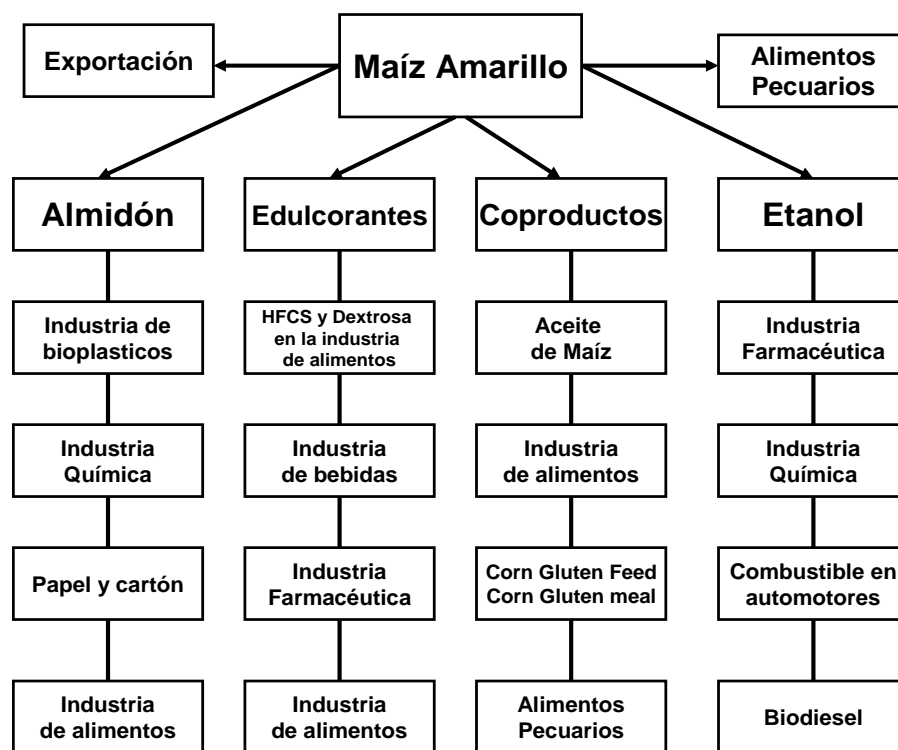 Exportación
Maíz Amarillo
Alimentos
Pecuarios
Almidón
Edulcorantes
Coproductos
Etanol
Industria de
bioplasticos
HFCS y Dextrosa
en la industria
de alimentos
Aceite
de Maíz
Industria
Farmacéutica
Industria
Química
Industria
de bebidas
Industria
de alimentos
Industria
Química
Papel y cartón
Industria
Farmacéutica
Corn Gluten Feed
Corn Gluten meal
Combustible en
automotores
Industria
de alimentos
Industria
de alimentos
Alimentos
Pecuarios
Biodiesel